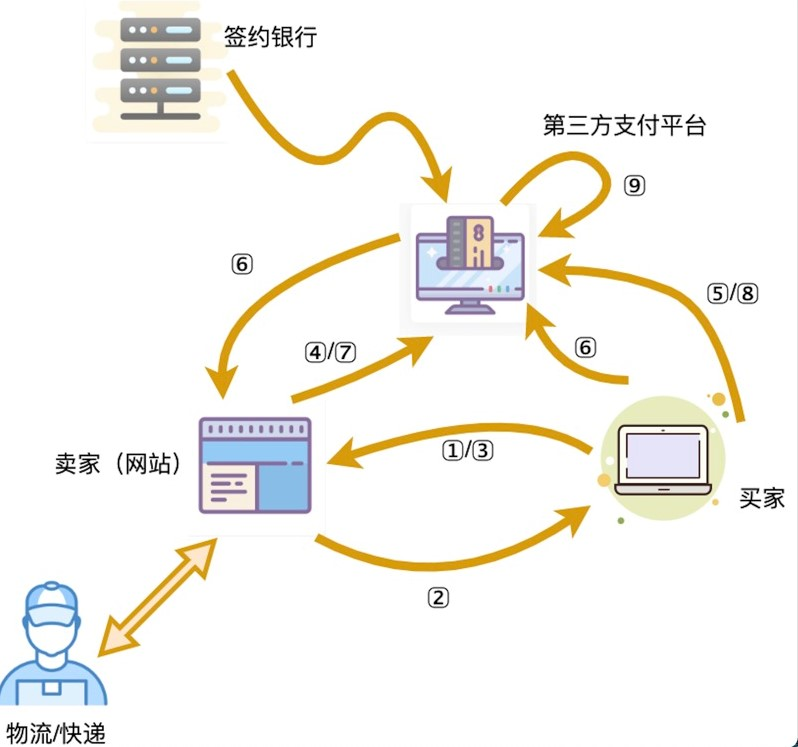 签约银行
第三方支付平台
⑨
⑥
⑤/⑧
④/⑦
⑥
①/③
卖家（网站）
买家
②
物流/快递